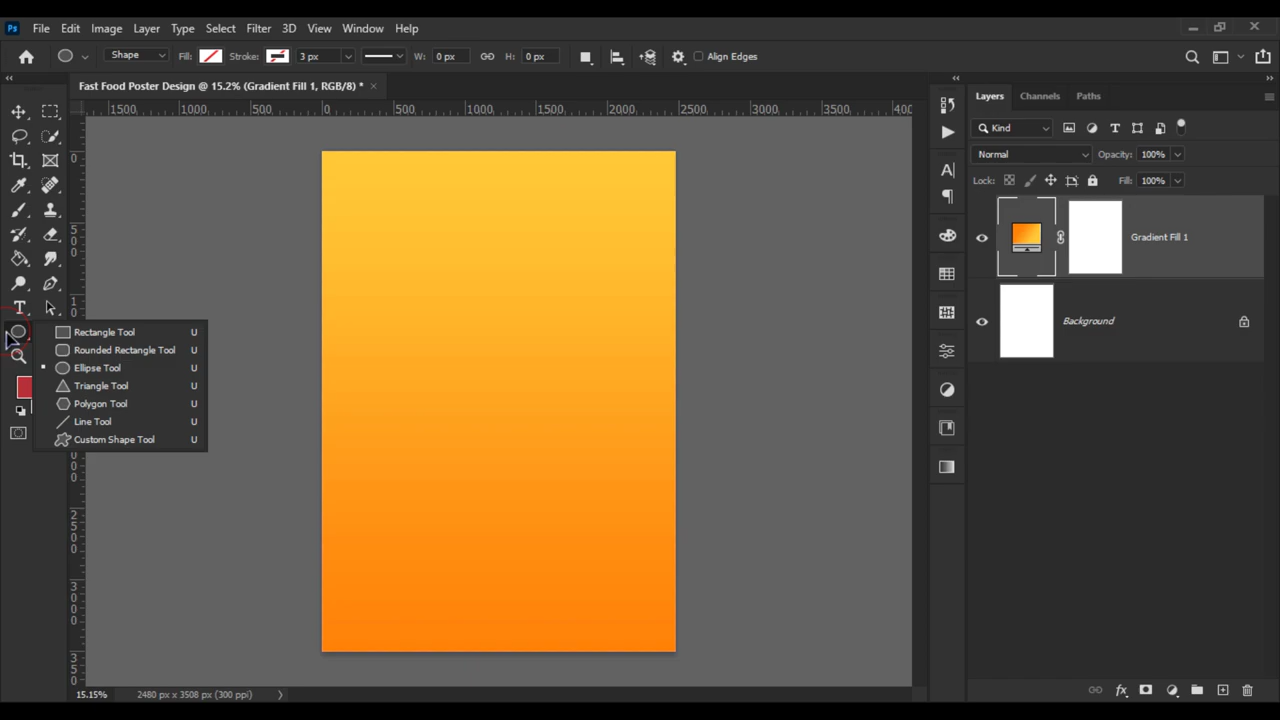 Ps File Edit Image Layer Type Select Filter 3D View Window Help
Shape Fill: Stroke: 3 px W: 0 px H: 0 px Align Edges
Fast Food Poster Design @ 15.2% (Gradient Fill 1, RGB/8) * ×
Layers Channels Paths
1500 1000 500 0 500 1000 1500 2000 2500 3000 3500
Kind
Normal Opacity: 100%
Lock: Fill: 100%
Gradient Fill 1
Background
Rectangle Tool U
Rounded Rectangle Tool U
Ellipse Tool U
Triangle Tool U
Polygon Tool U
Line Tool U
Custom Shape Tool U
15.15% 2480 px x 3508 px (300 ppi)